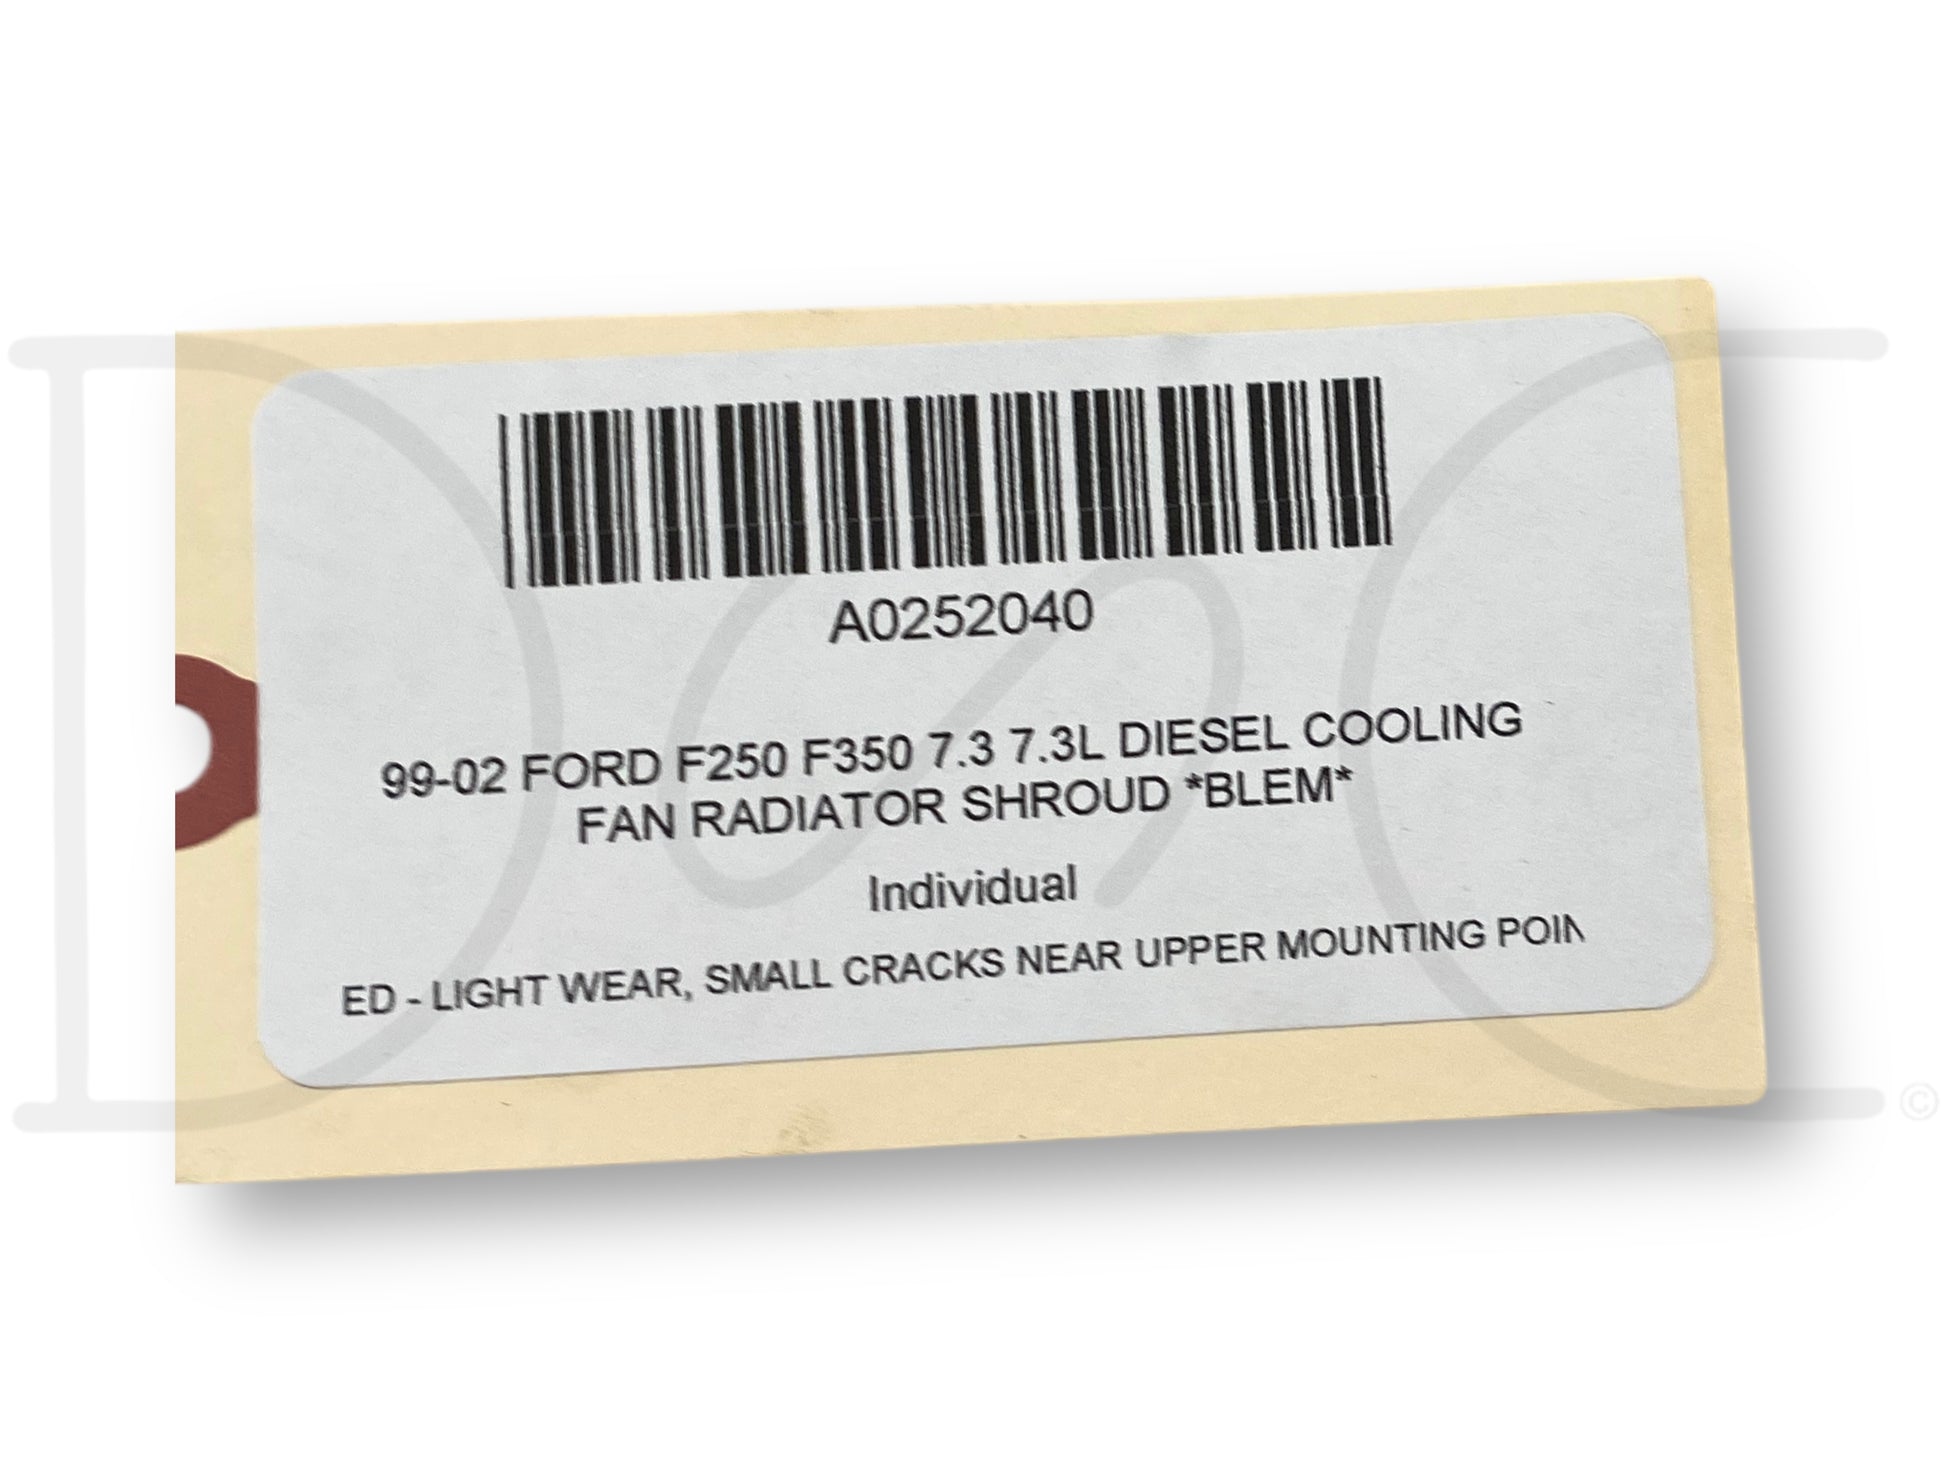 A0252040
99-02 FORD F250 F350 7.3 7.3L DIESEL COOLING
FAN RADIATOR SHROUD *BLEM*
Individual
ED - LIGHT WEAR, SMALL CRACKS NEAR UPPER MOUNTING POIN
DNC
©